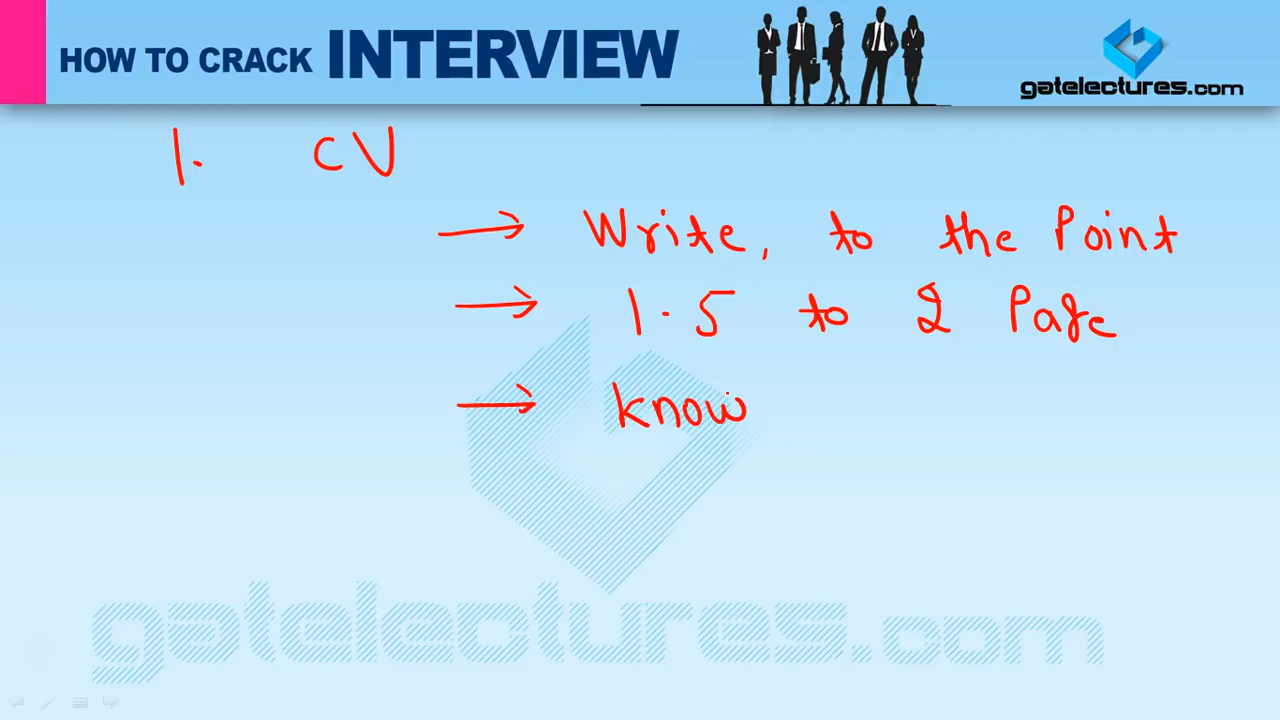 HOW TO CRACK INTERVIEW
gatelectures.com
1. CV
→ Write, to the Point
→ 1.5 to 2 Page
→ know
gatelectures.com